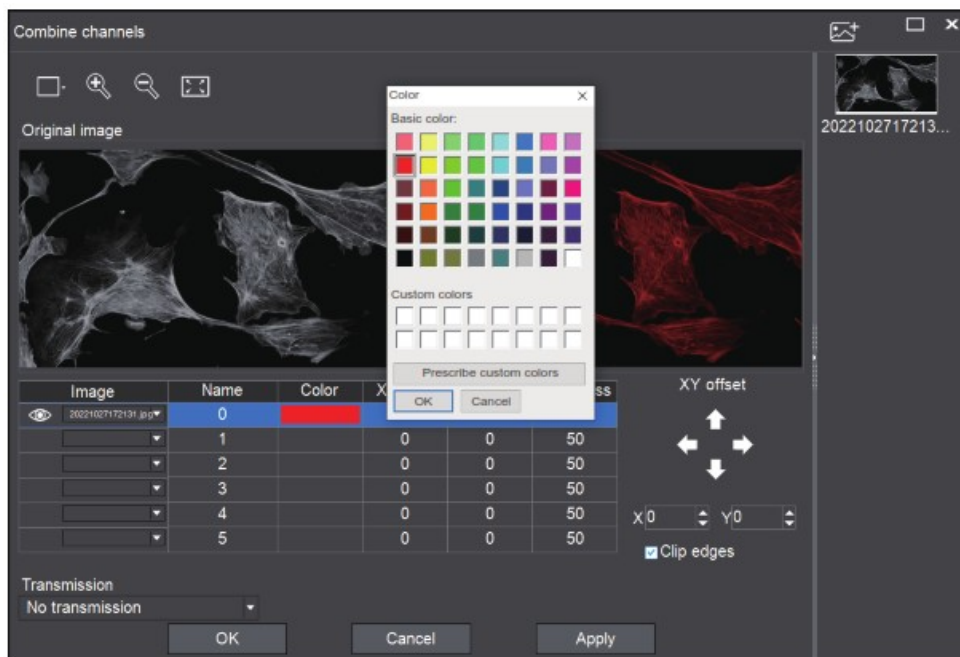 Combine channels
Original image
Color
Basic color:
Custom colors
Prescribe custom colors
OK Cancel
2022102717213...
Image Name Color X ss
20221027172131.jpg 0
1 0 0 50
2 0 0 50
3 0 0 50
4 0 0 50
5 0 0 50
XY offset
X 0 Y 0
Clip edges
Transmission
No transmission
OK Cancel Apply